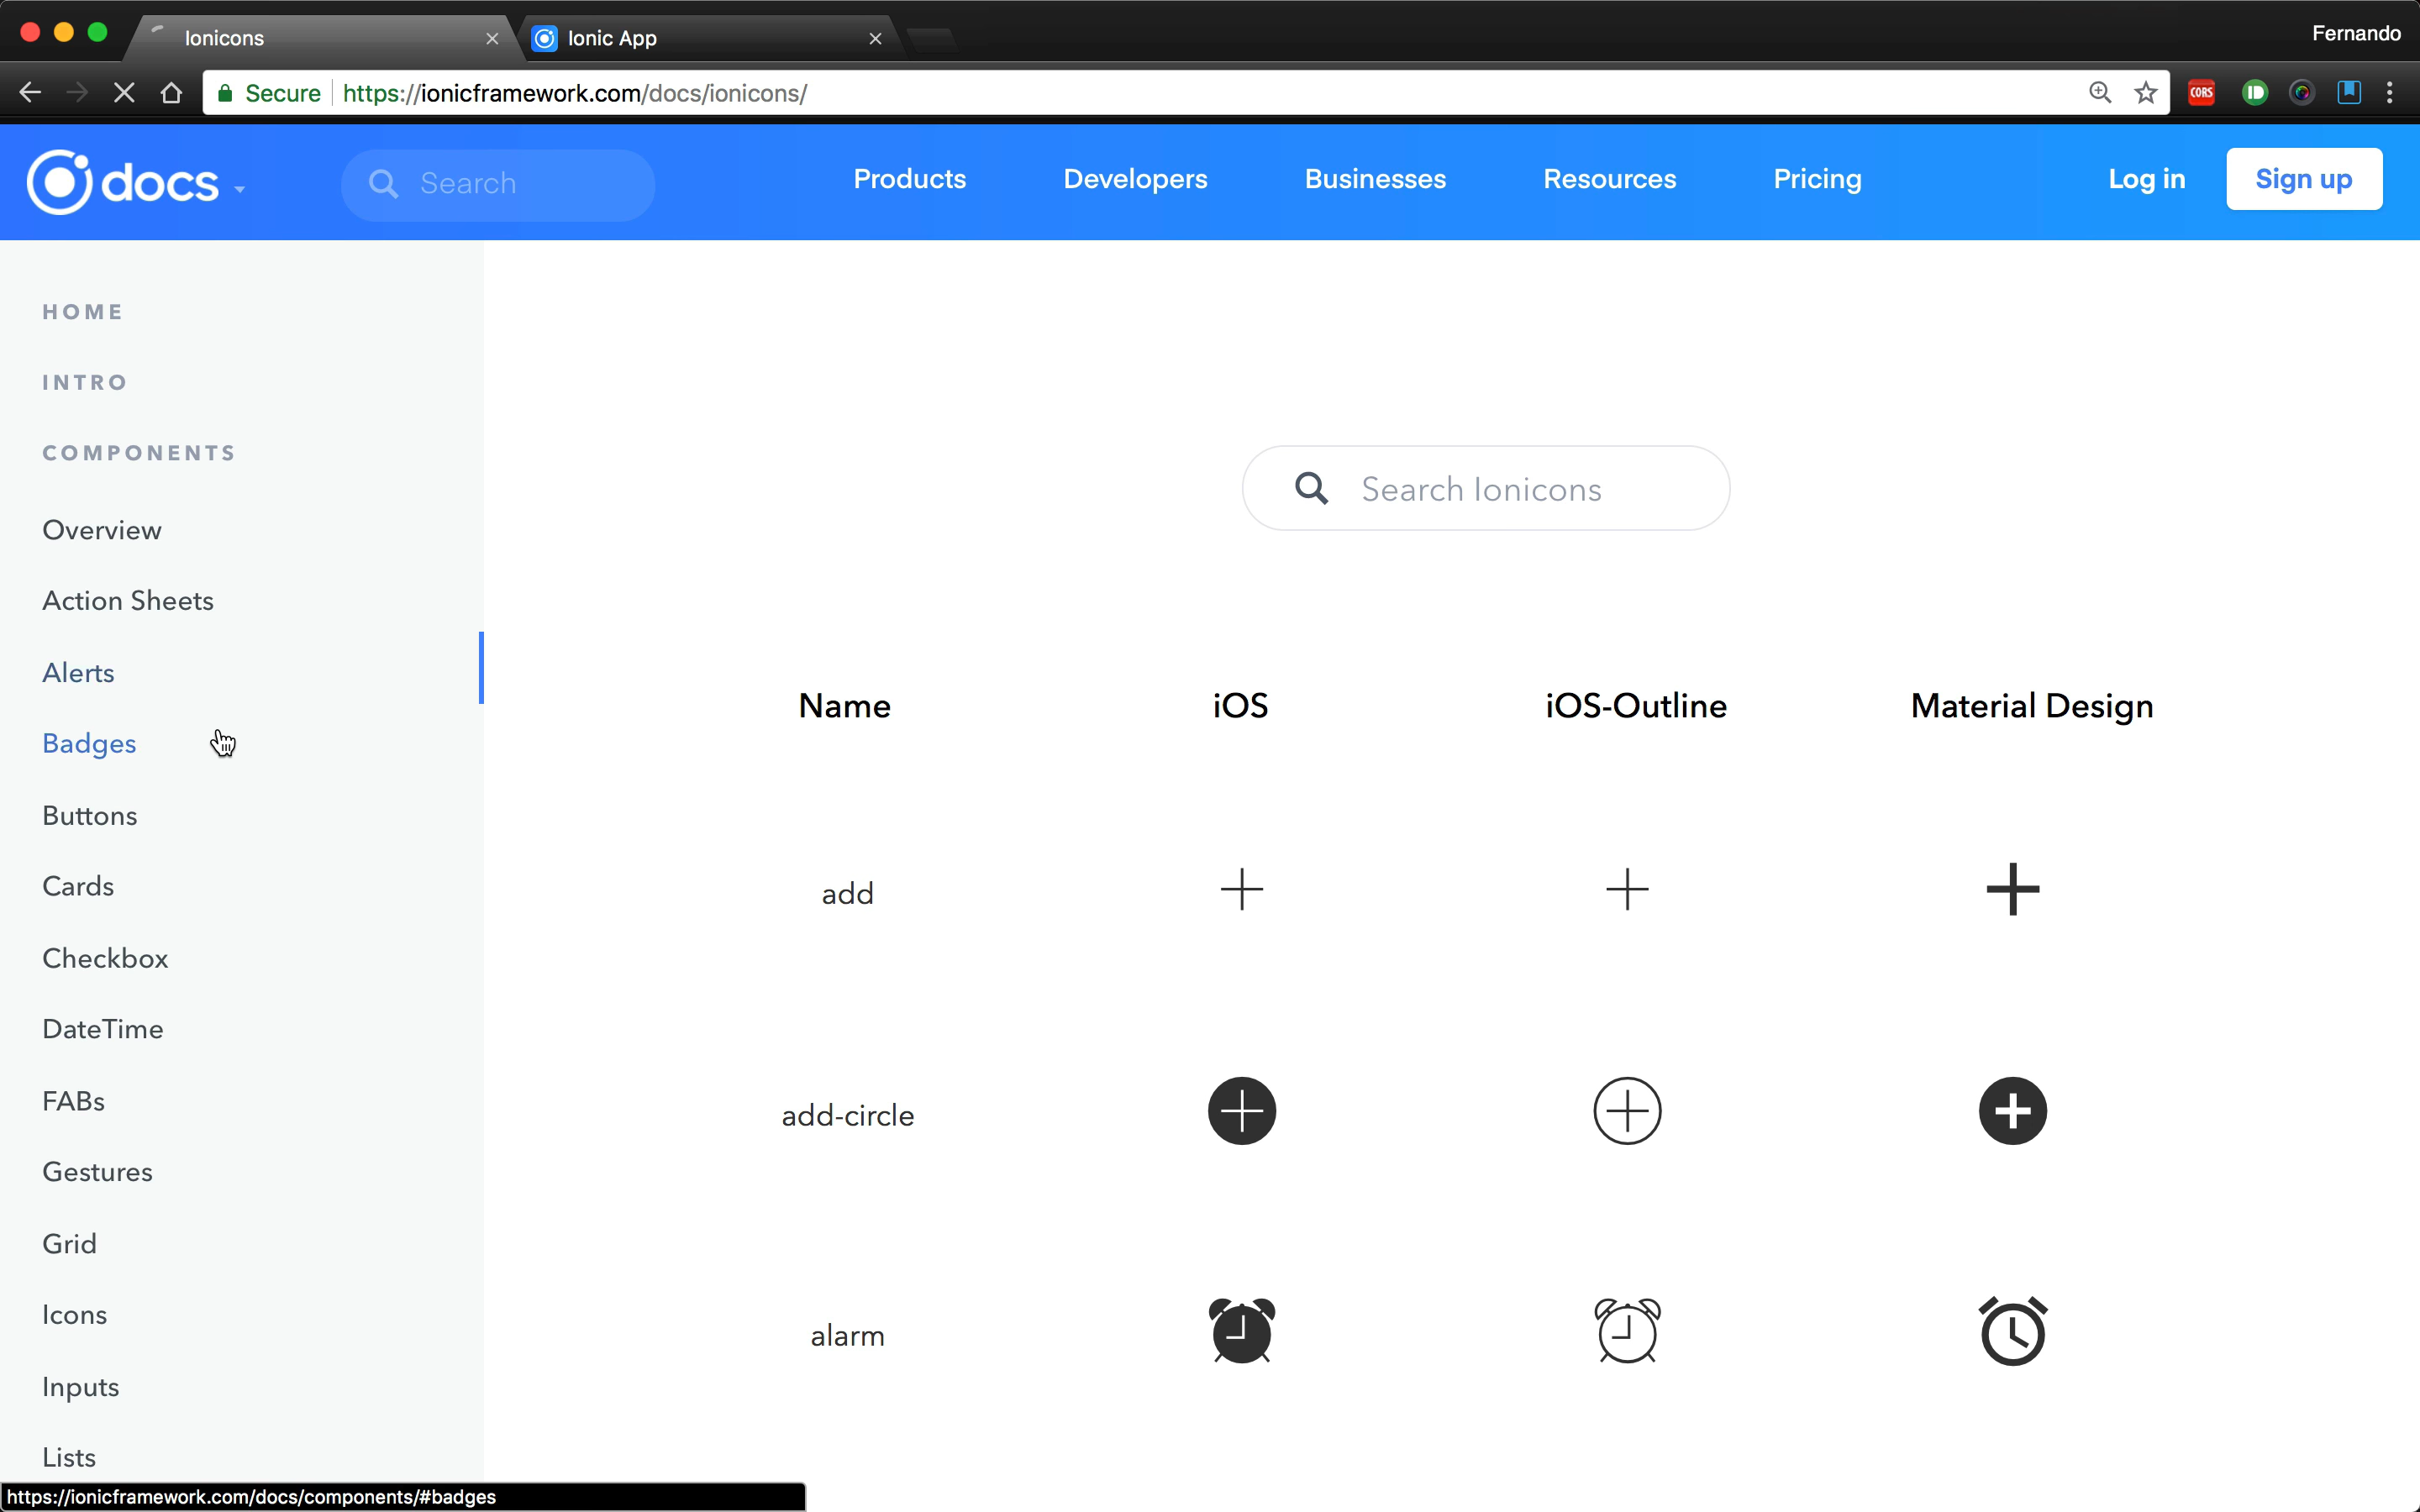 Ionicons
Ionic App
Fernando
Secure https://ionicframework.com/docs/ionicons/
CORS
docs
Search
Products
Developers
Businesses
Resources
Pricing
Log in
Sign up
HOME
INTRO
COMPONENTS
Overview
Action Sheets
Alerts
Badges
Buttons
Cards
Checkbox
DateTime
FABs
Gestures
Grid
Icons
Inputs
Lists
Search Ionicons
Name iOS iOS-Outline Material Design
add
add-circle
alarm
https://ionicframework.com/docs/components/#badges